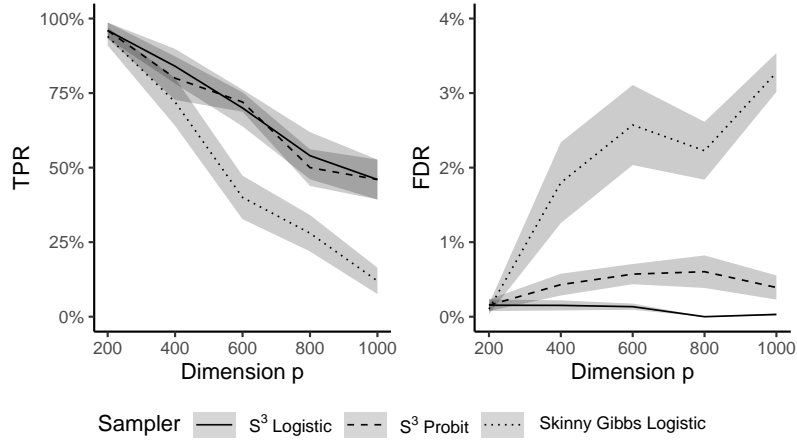 100%
75%
50%
25%
0%
TPR
200
400
600
800
1000
Dimension p
4%
3%
2%
1%
0%
FDR
200
400
600
800
1000
Dimension p
Sampler
S³ Logistic
S³ Probit
Skinny Gibbs Logistic